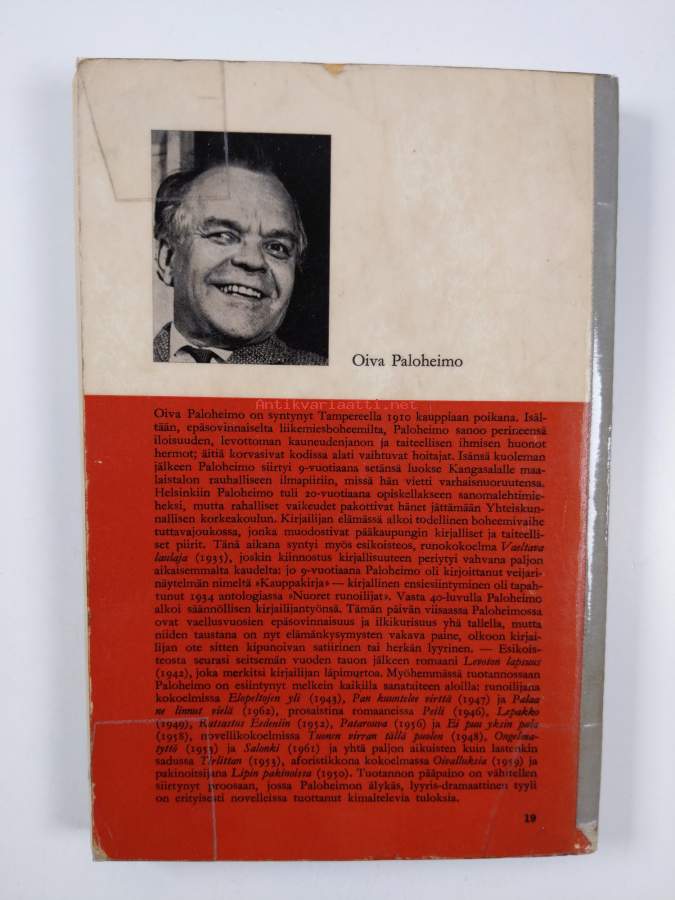 Oiva Paloheimo
Antikvariaatti.net
Oiva Paloheimo on syntynyt Tampereella 1910 kauppiaan poikana. Isäl-
tään, epäsovinnaiselta liikemiesboheemilta, Paloheimo sanoo perineensä
iloisuuden, levottoman kauneudenjanon ja taiteellisen ihmisen huonot
hermot; äitiä korvasivat kodissa alati vaihtuvat hoitajat. Isänsä kuoleman
jälkeen Paloheimo siirtyi 9-vuotiaana setänsä luokse Kangasalalle maa-
laistalon rauhalliseen ilmapiiriin, missä hän vietti varhaisnuoruutensa.
Helsinkiin Paloheimo tuli 20-vuotiaana opiskellakseen sanomalehtimie-
heksi, mutta rahalliset vaikeudet pakottivat hänet jättämään Yhteiskun-
nallisen korkeakoulun. Kirjailijan elämässä alkoi todellinen boheemivaihe
tuttavajoukossa, jonka muodostivat pääkaupungin kirjalliset ja taiteelli-
set piirit. Tänä aikana syntyi myös esikoisteos, runokokoelma Vaeltava
laulaja (1935), joskin kiinnostus kirjallisuuteen periytyi vahvana paljon
aikaisemmalta kaudelta: jo 9-vuotiaana Paloheimo oli kirjoittanut veijari-
näytelmän nimeltä »Kauppakirja» — kirjallinen ensiesiintyminen oli tapah-
tunut 1934 antologiassa »Nuoret runoilijat». Vasta 40-luvulla Paloheimo
alkoi säännöllisen kirjailijantyönsä. Tämän päivän viisaassa Paloheimossa
ovat vaellusvuosien epäsovinnaisuus ja ilkikurisuus yhä tallella, mutta
niiden taustana on nyt elämänkysymysten vakava paine, olkoon kirjai-
lijan ote sitten kipunoivan satiirinen tai herkän lyyrinen. — Esikois-
teosta seurasi seitsemän vuoden tauon jälkeen romaani Levoton lapsuus
(1942), joka merkitsi kirjailijan läpimurtoa. Myöhemmässä tuotannossaan
Paloheimo on esiintynyt melkein kaikilla sanataiteen aloilla: runoilijana
kokoelmissa Elopeltojen yli (1943), Pan kuuntelee virttä (1947) ja Palaa
ne linnut vielä (1962), prosaistina romaaneissa Peili (1946), Lepakko
(1949), Ratsastus Eedeniin (1952), Patarouva (1956) ja Ei puu yksin pala
(1958), novellikokoelmissa Tuonen virran tällä puolen (1948), Ongelma-
tyttö (1953) ja Salonki (1961) ja yhtä paljon aikuisten kuin lastenkin
sadussa Tirlittan (1953), aforistikkona kokoelmassa Oivalluksia (1959) ja
pakinoitsijana Lipin pakinoissa (1950). Tuotannon pääpaino on vähitellen
siirtynyt proosaan, jossa Paloheimon älykäs, lyyris-dramaattinen tyyli
on erityisesti novelleissa tuottanut kimaltelevia tuloksia.
19